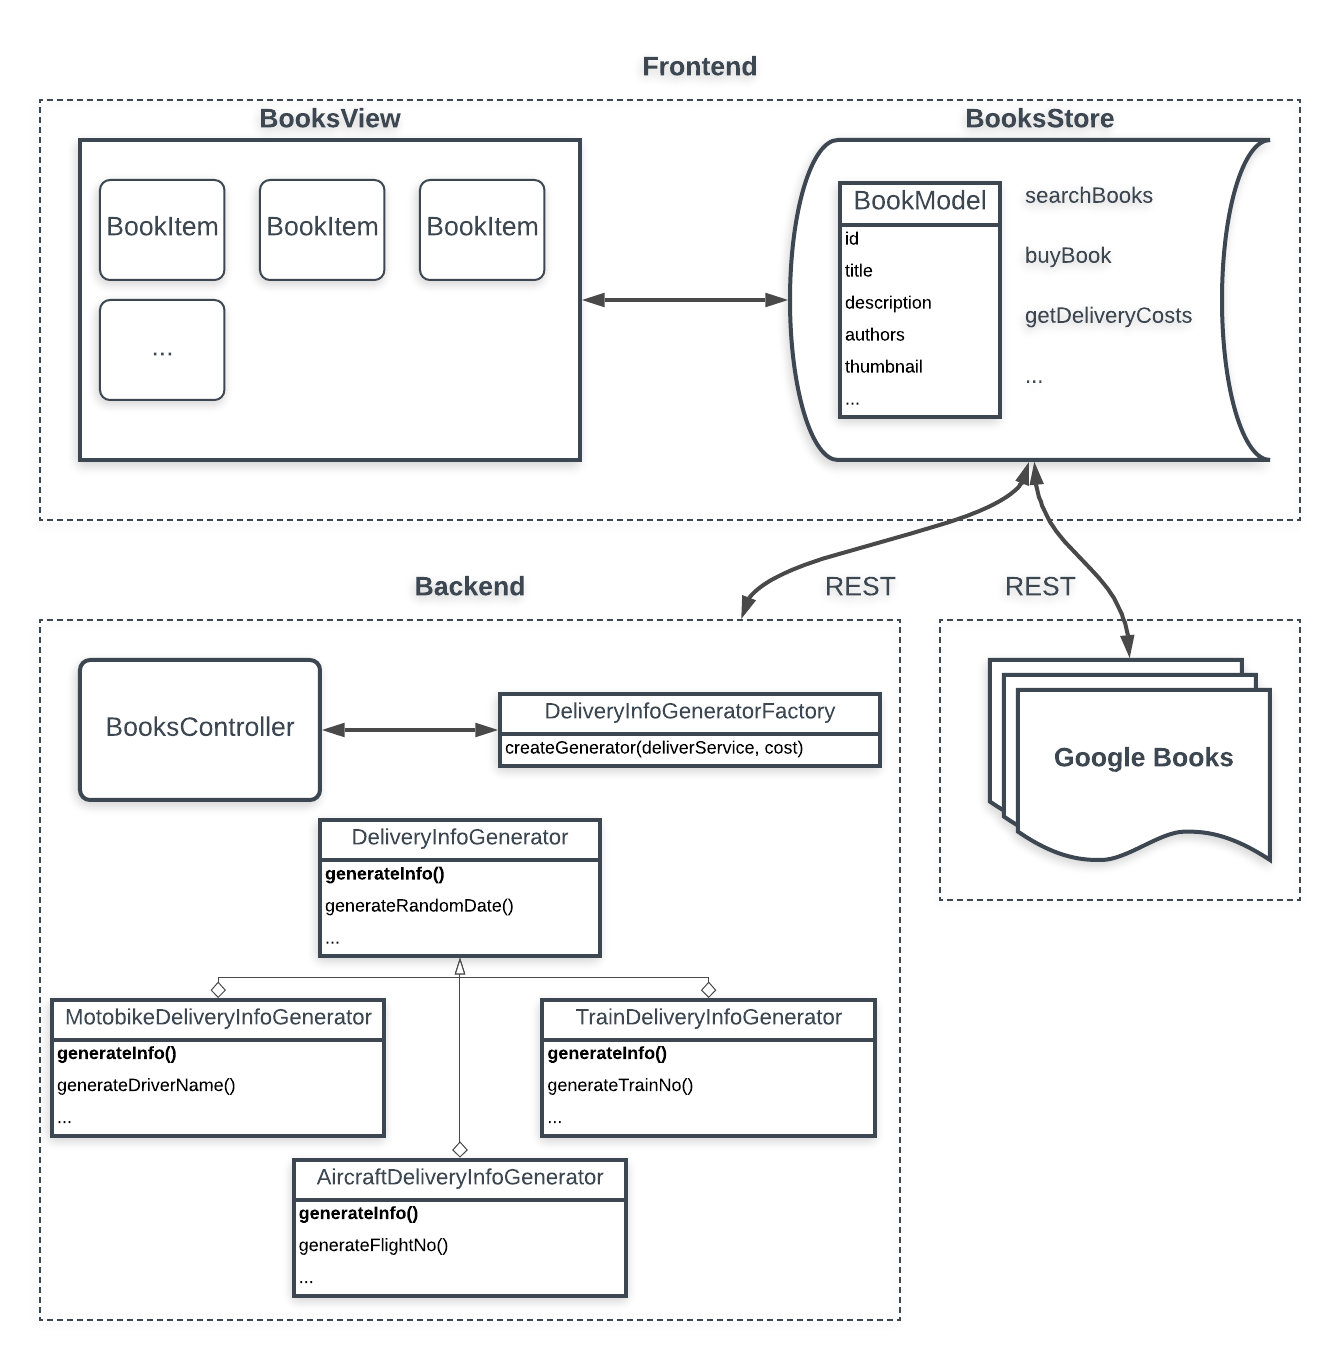 Frontend
BooksView
BookItem
BookItem
BookItem
...
BooksStore
BookModel
id
title
description
authors
thumbnail
...
searchBooks
buyBook
getDeliveryCosts
...
REST
REST
Backend
BooksController
DeliveryInfoGeneratorFactory
createGenerator(deliverService, cost)
DeliveryInfoGenerator
generateInfo()
generateRandomDate()
...
MotobikeDeliveryInfoGenerator
generateInfo()
generateDriverName()
...
TrainDeliveryInfoGenerator
generateInfo()
generateTrainNo()
...
AircraftDeliveryInfoGenerator
generateInfo()
generateFlightNo()
...
Google Books